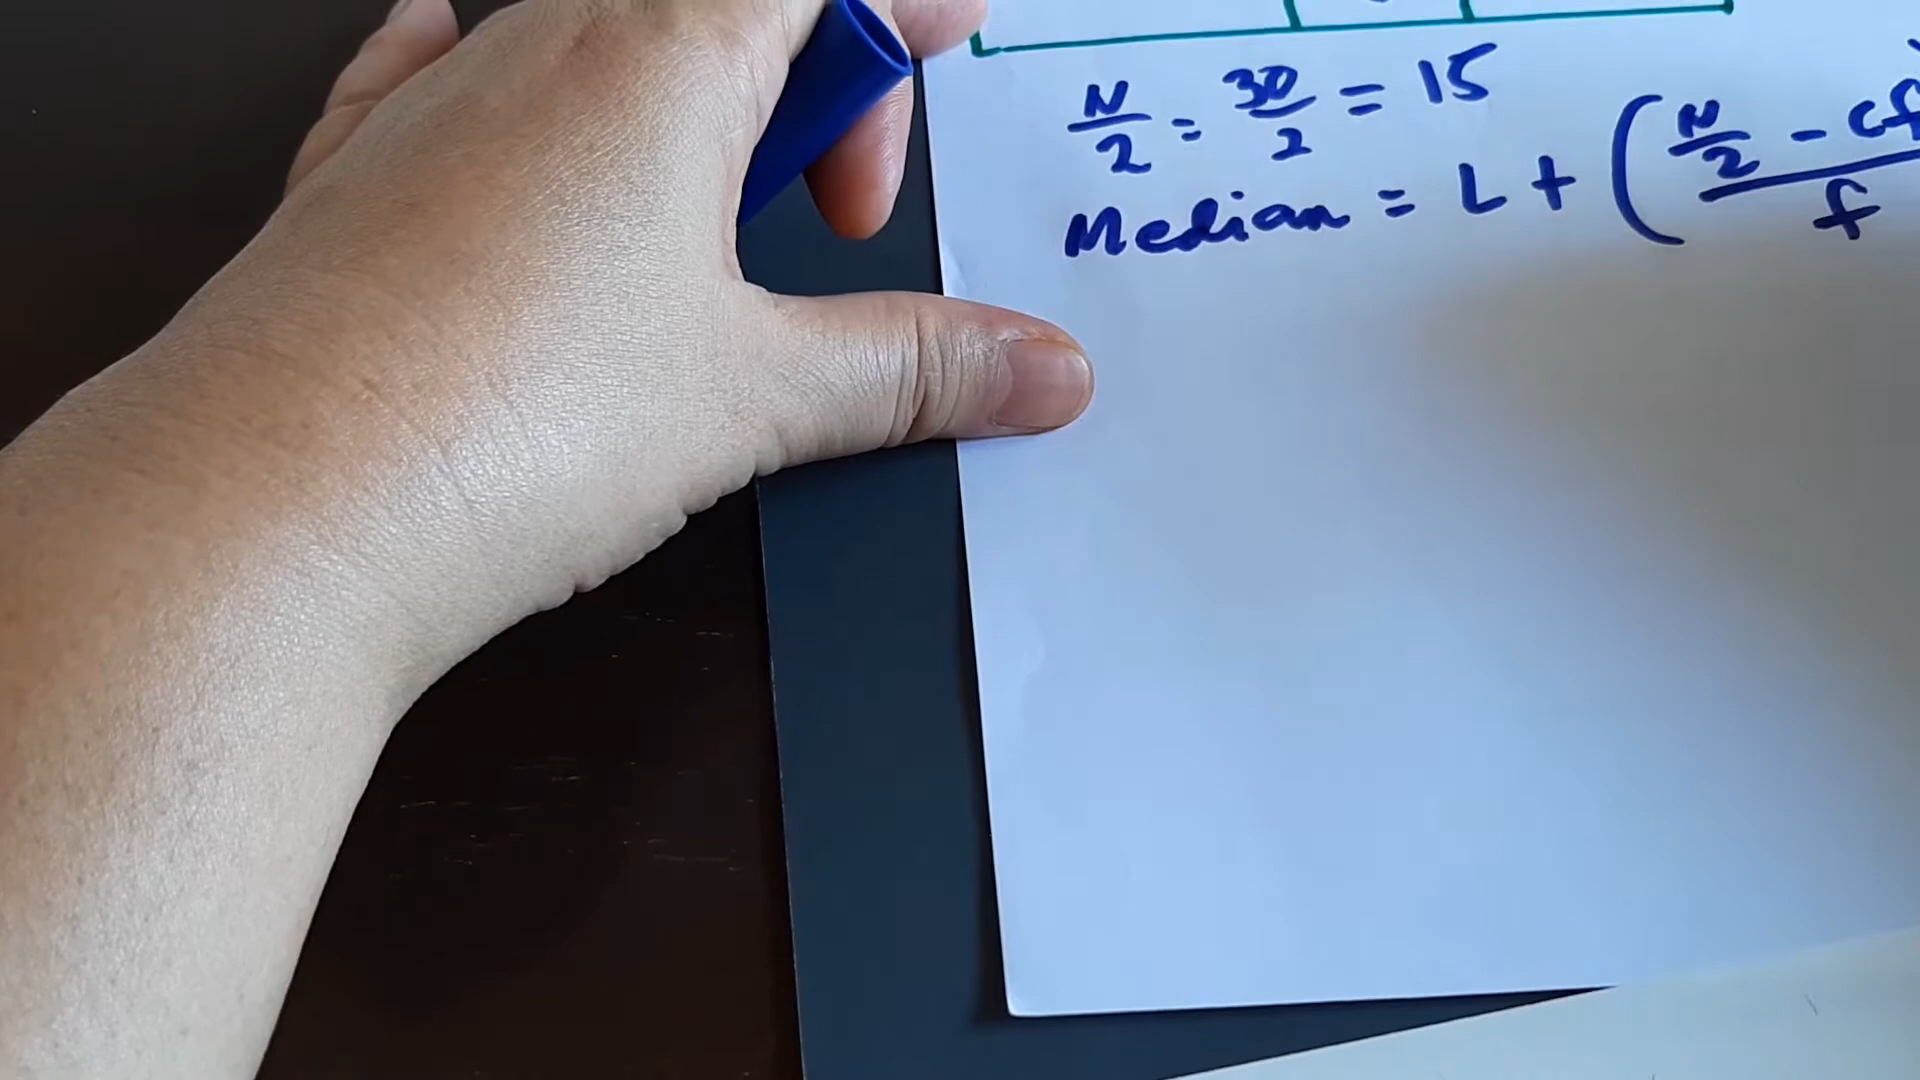 N/2 = 30/2 = 15
Median = L + ( (N/2 - cf) / f